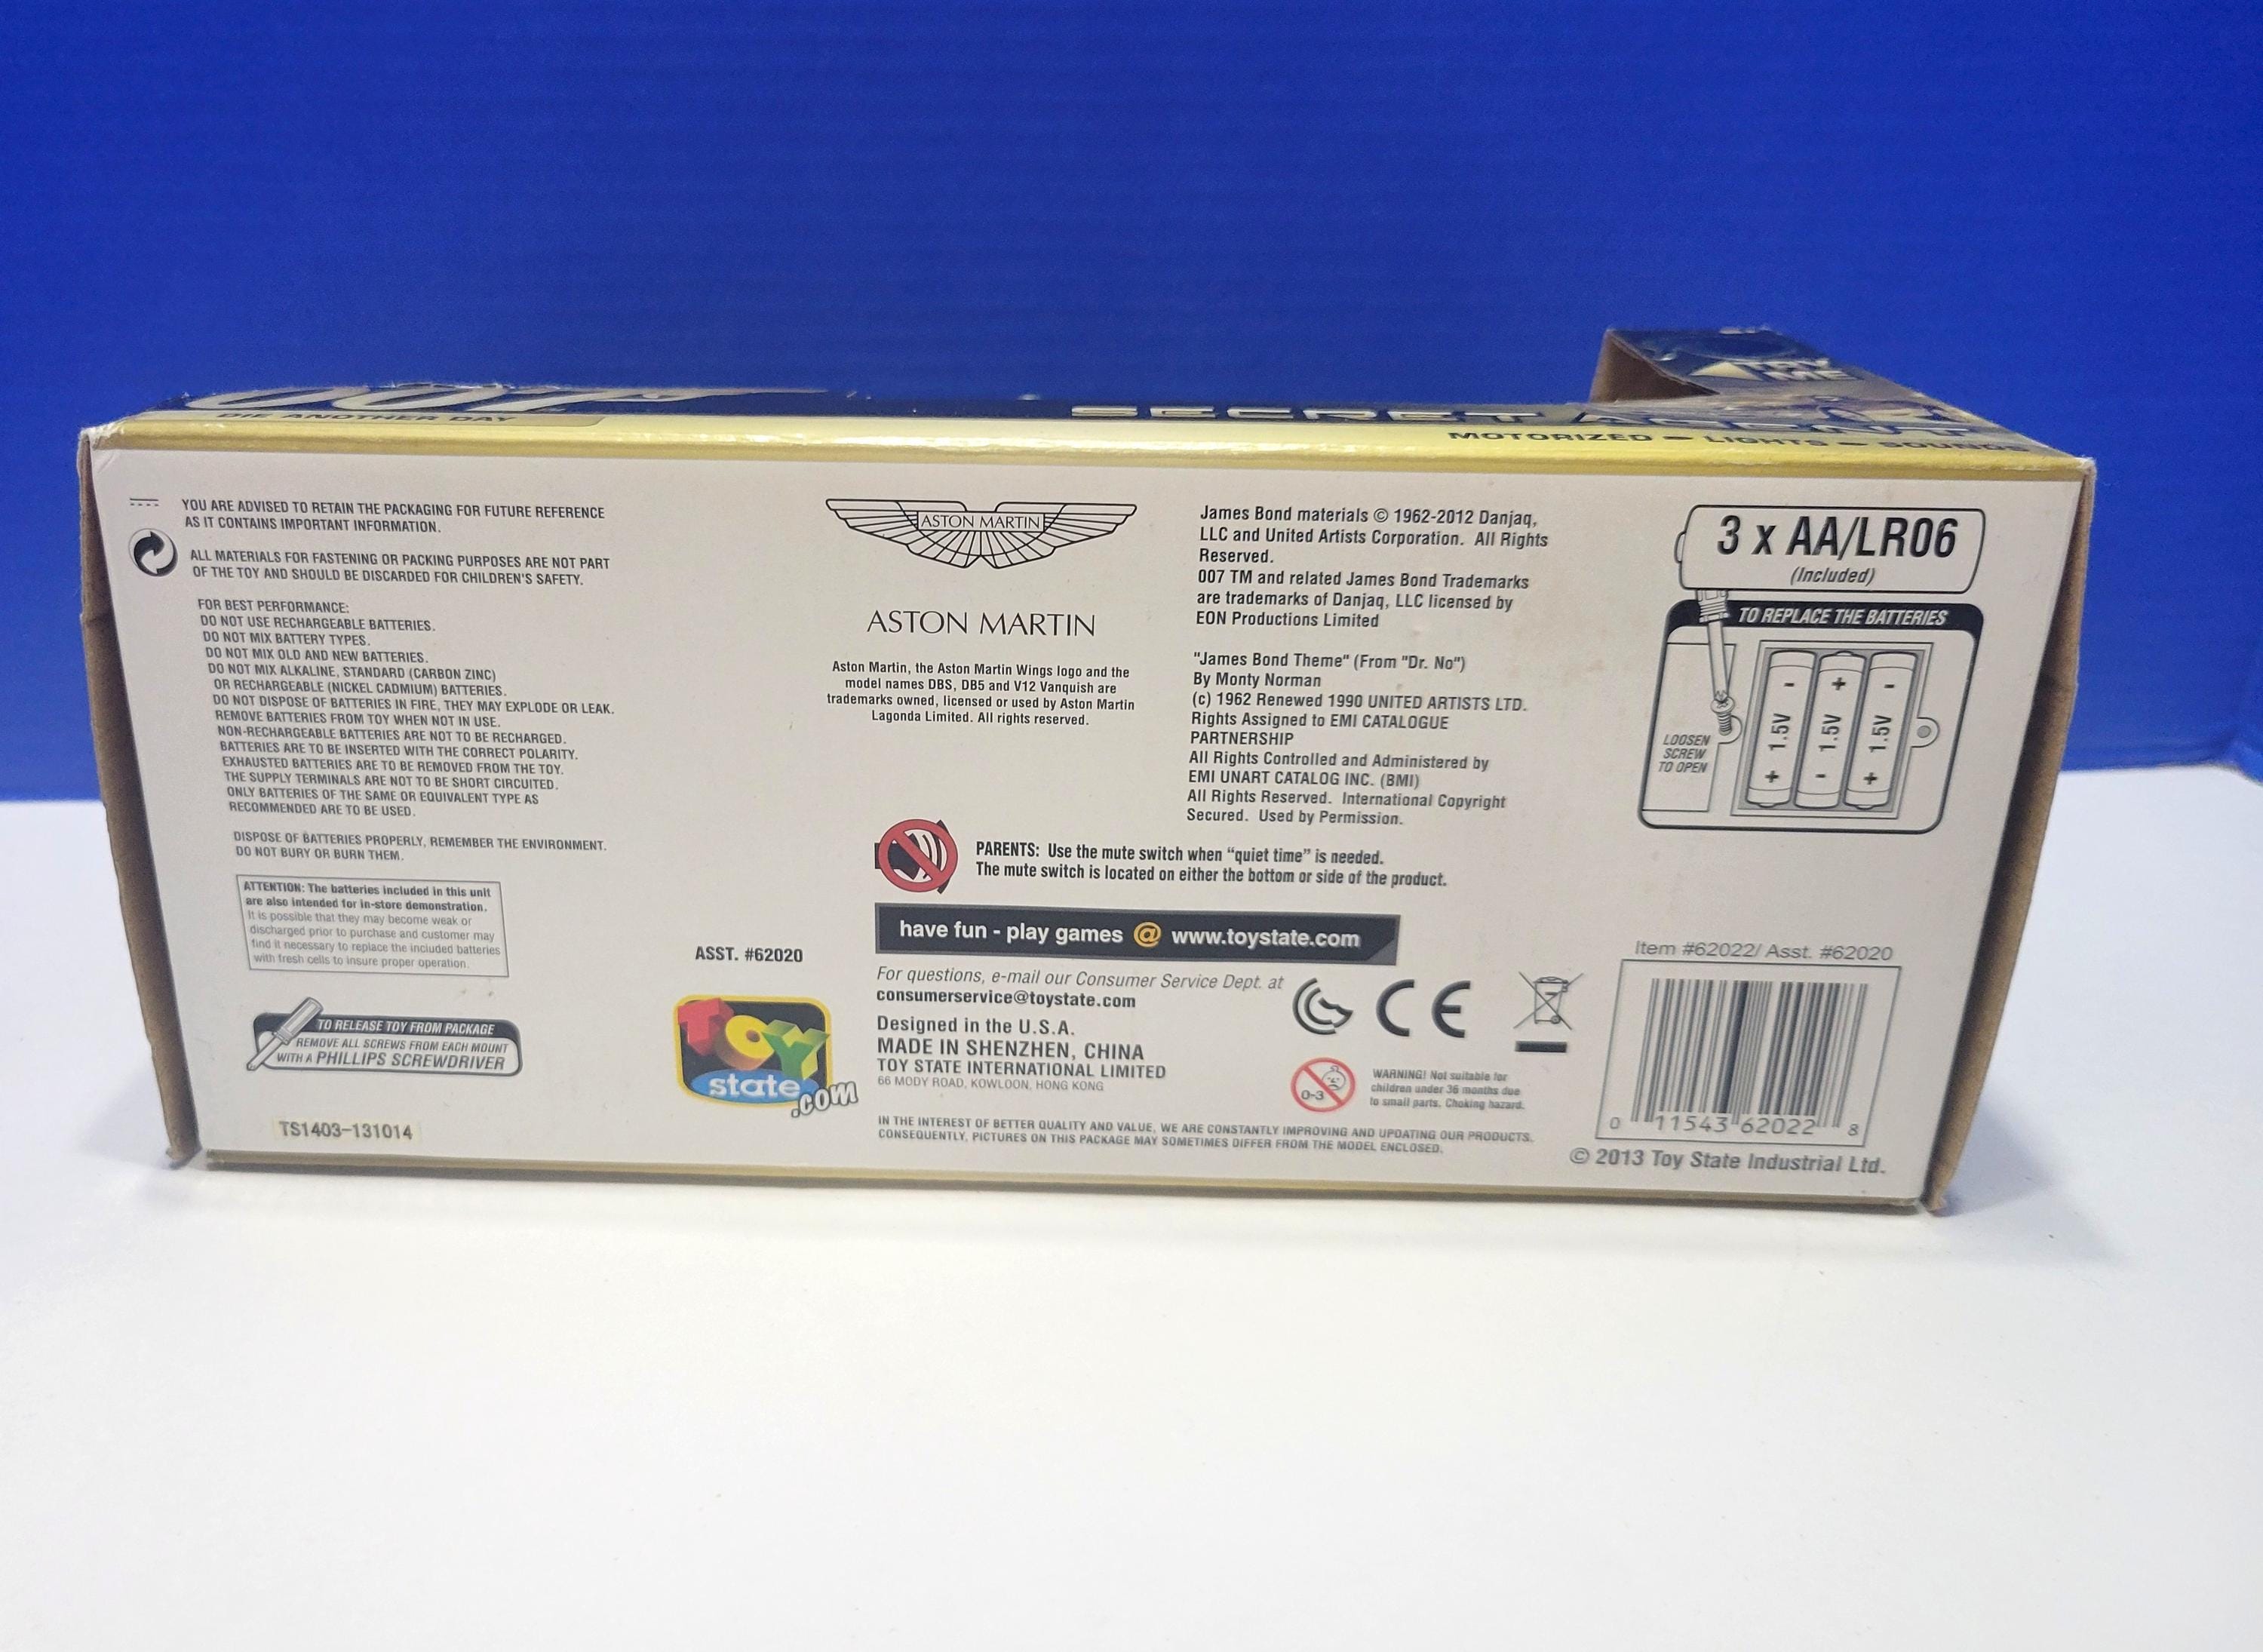 007
DIE ANOTHER DAY
SECRET AGENT
MOTORIZED - LIGHTS - SOUNDS
TRY
ME
YOU ARE ADVISED TO RETAIN THE PACKAGING FOR FUTURE REFERENCE
AS IT CONTAINS IMPORTANT INFORMATION.
ALL MATERIALS FOR FASTENING OR PACKING PURPOSES ARE NOT PART
OF THE TOY AND SHOULD BE DISCARDED FOR CHILDREN'S SAFETY.
FOR BEST PERFORMANCE:
DO NOT USE RECHARGEABLE BATTERIES.
DO NOT MIX BATTERY TYPES.
DO NOT MIX OLD AND NEW BATTERIES.
DO NOT MIX ALKALINE, STANDARD (CARBON ZINC)
OR RECHARGEABLE (NICKEL CADMIUM) BATTERIES.
DO NOT DISPOSE OF BATTERIES IN FIRE, THEY MAY EXPLODE OR LEAK.
REMOVE BATTERIES FROM TOY WHEN NOT IN USE.
NON-RECHARGEABLE BATTERIES ARE NOT TO BE RECHARGED.
BATTERIES ARE TO BE INSERTED WITH THE CORRECT POLARITY.
EXHAUSTED BATTERIES ARE TO BE REMOVED FROM THE TOY.
THE SUPPLY TERMINALS ARE NOT TO BE SHORT CIRCUITED.
ONLY BATTERIES OF THE SAME OR EQUIVALENT TYPE AS
RECOMMENDED ARE TO BE USED.
DISPOSE OF BATTERIES PROPERLY, REMEMBER THE ENVIRONMENT.
DO NOT BURY OR BURN THEM.
ATTENTION: The batteries included in this unit
are also intended for in-store demonstration.
It is possible that they may become weak or
discharged prior to purchase and customer may
find it necessary to replace the included batteries
with fresh cells to insure proper operation.
TO RELEASE TOY FROM PACKAGE
REMOVE ALL SCREWS FROM EACH MOUNT
WITH A PHILLIPS SCREWDRIVER
TS1403-131014
ASST. #62020
TOY
state
.com
ASTON MARTIN
ASTON MARTIN
Aston Martin, the Aston Martin Wings logo and the
model names DBS, DB5 and V12 Vanquish are
trademarks owned, licensed or used by Aston Martin
Lagonda Limited. All rights reserved.
James Bond materials © 1962-2012 Danjaq,
LLC and United Artists Corporation. All Rights
Reserved.
007 TM and related James Bond Trademarks
are trademarks of Danjaq, LLC licensed by
EON Productions Limited
"James Bond Theme" (From "Dr. No")
By Monty Norman
(c) 1962 Renewed 1990 UNITED ARTISTS LTD.
Rights Assigned to EMI CATALOGUE
PARTNERSHIP
All Rights Controlled and Administered by
EMI UNART CATALOG INC. (BMI)
All Rights Reserved. International Copyright
Secured. Used by Permission.
PARENTS: Use the mute switch when “quiet time” is needed.
The mute switch is located on either the bottom or side of the product.
have fun - play games @ www.toystate.com
For questions, e-mail our Consumer Service Dept. at
consumerservice@toystate.com
Designed in the U.S.A.
MADE IN SHENZHEN, CHINA
TOY STATE INTERNATIONAL LIMITED
66 MODY ROAD, KOWLOON, HONG KONG
CE
0-3
WARNING! Not suitable for
children under 36 months due
to small parts. Choking hazard.
IN THE INTEREST OF BETTER QUALITY AND VALUE, WE ARE CONSTANTLY IMPROVING AND UPDATING OUR PRODUCTS.
CONSEQUENTLY, PICTURES ON THIS PACKAGE MAY SOMETIMES DIFFER FROM THE MODEL ENCLOSED.
3 x AA/LR06
(Included)
TO REPLACE THE BATTERIES
LOOSEN
SCREW
TO OPEN
- 1.5V +
+ 1.5V -
- 1.5V +
Item #62022/ Asst. #62020
0 11543 62022 8
© 2013 Toy State Industrial Ltd.